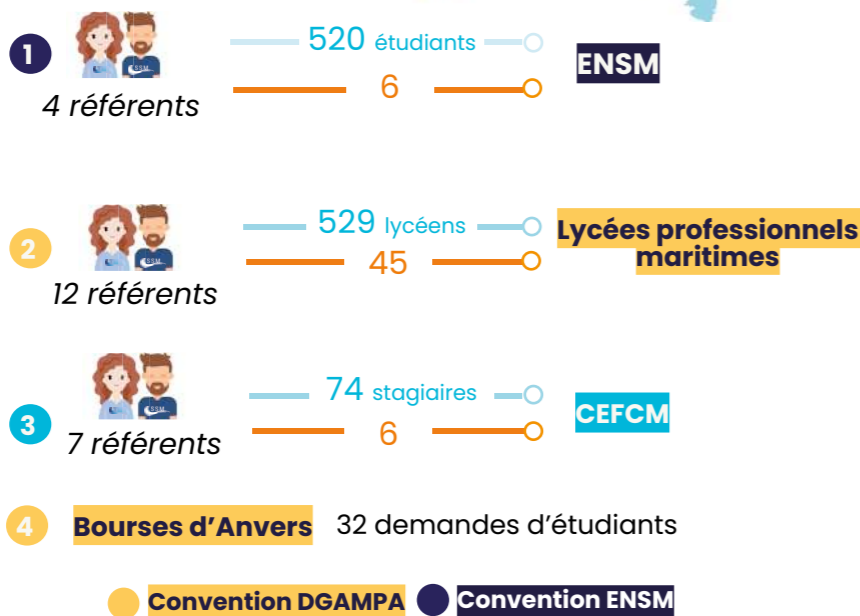 1
520 étudiants
ENSM
6
4 référents
529 lycéens
Lycées professionnels
maritimes
2
45
12 référents
74 stagiaires
CEFCM
3
6
7 référents
4 Bourses d’Anvers 32 demandes d’étudiants
Convention DGAMPA Convention ENSM